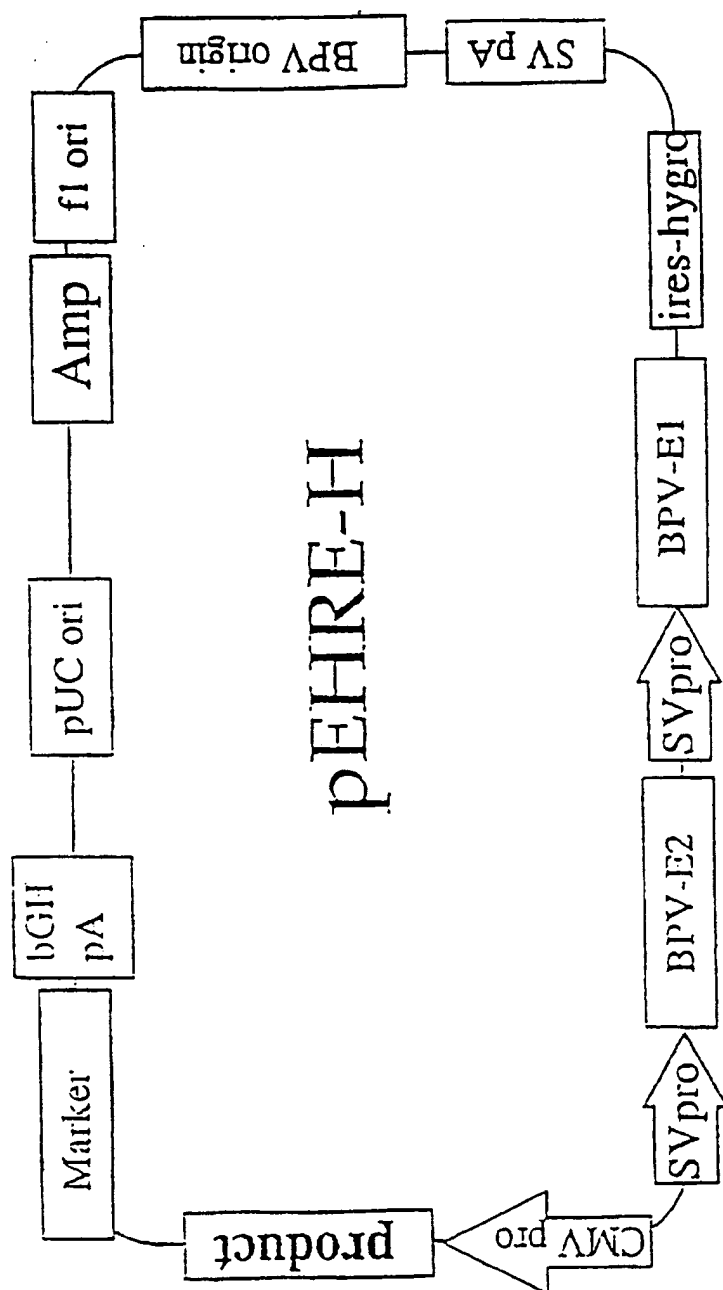 BPV origin
SV pA
f1 ori
Amp
pUC ori
bGH
pA
Marker
product
CMV
pro
SVpro
BPV-E2
SVpro
BPV-E1
ires-hygro
pEHRE-H